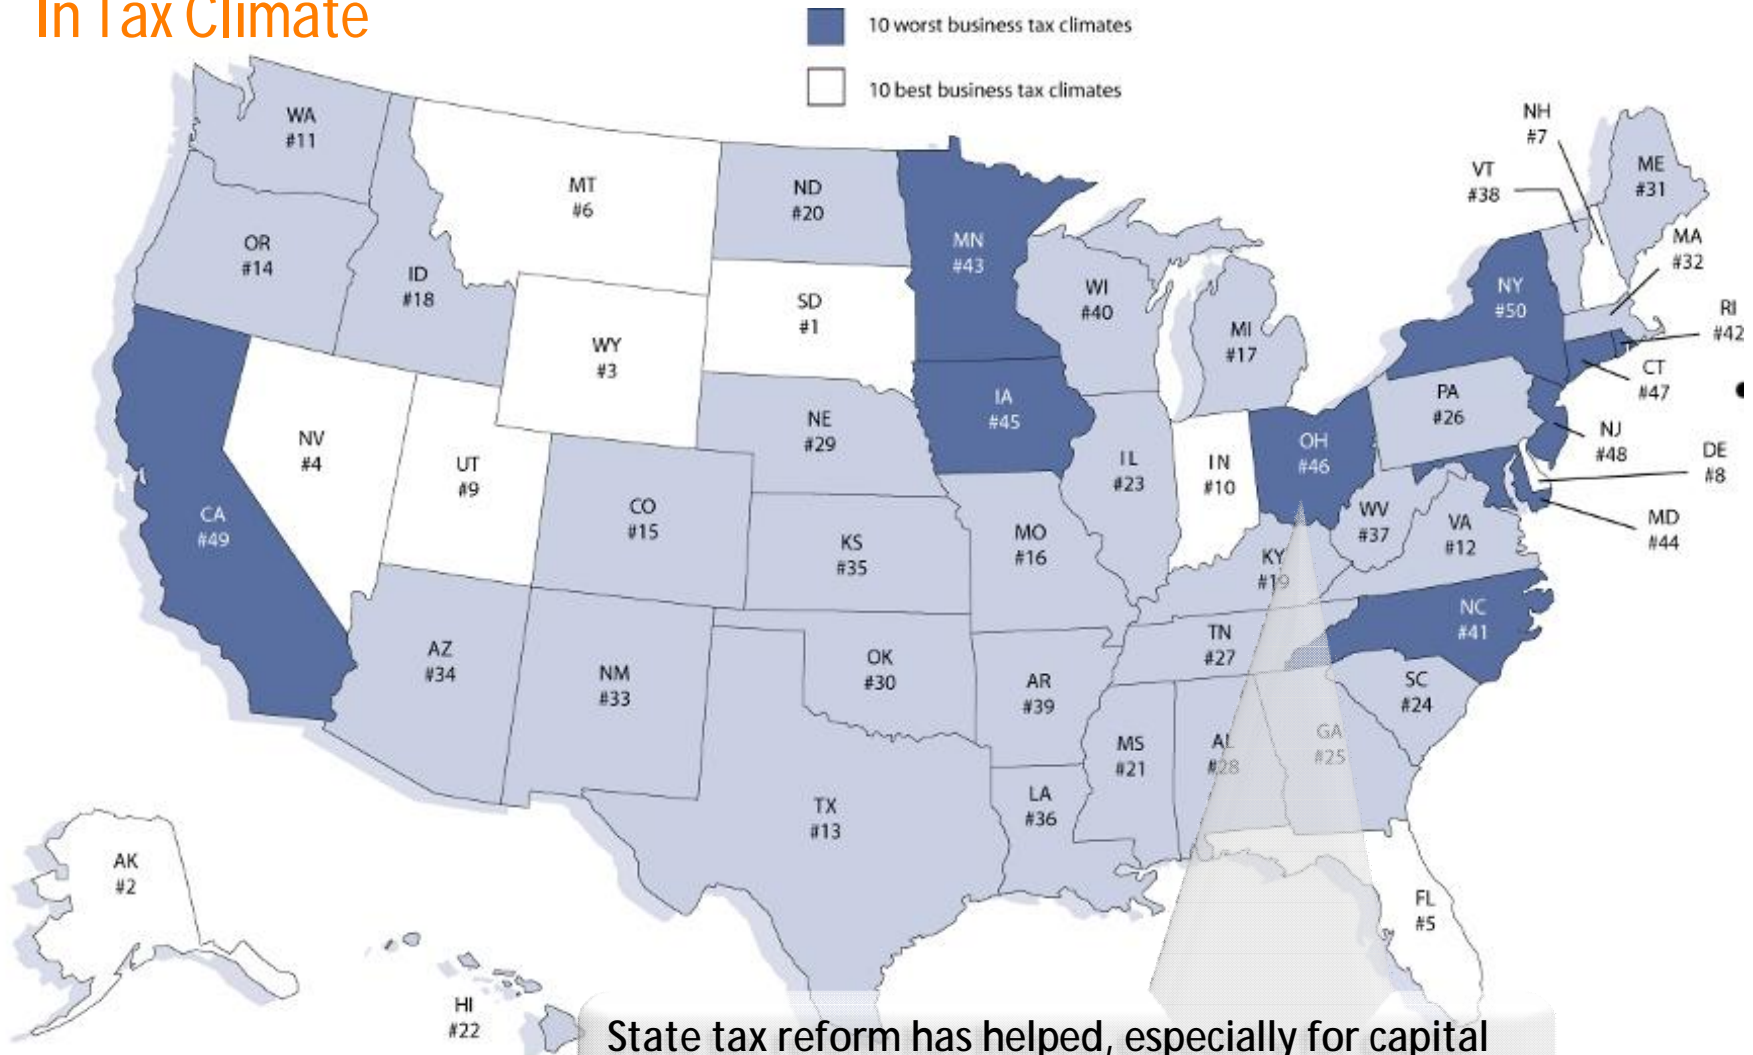 In Tax Climate
10 worst business tax climates
10 best business tax climates
WA
#11
OR
#14
ID
#18
MT
#6
ND
#20
MN
#43
SD
#1
WY
#3
WI
#40
MI
#17
NH
#7
VT
#38
ME
#31
MA
#32
NY
#50
RI
#42
CT
#47
PA
#26
NJ
#48
DE
#8
MD
#44
CA
#49
NV
#4
UT
#9
CO
#15
NE
#29
KS
#35
IA
#45
MO
#16
IL
#23
IN
#10
OH
#46
WV
#37
VA
#12
KY
#19
NC
#41
TN
#27
SC
#24
AZ
#34
NM
#33
OK
#30
AR
#39
MS
#21
AL
#28
GA
#25
TX
#13
LA
#36
FL
#5
AK
#2
HI
#22
State tax reform has helped, especially for capital